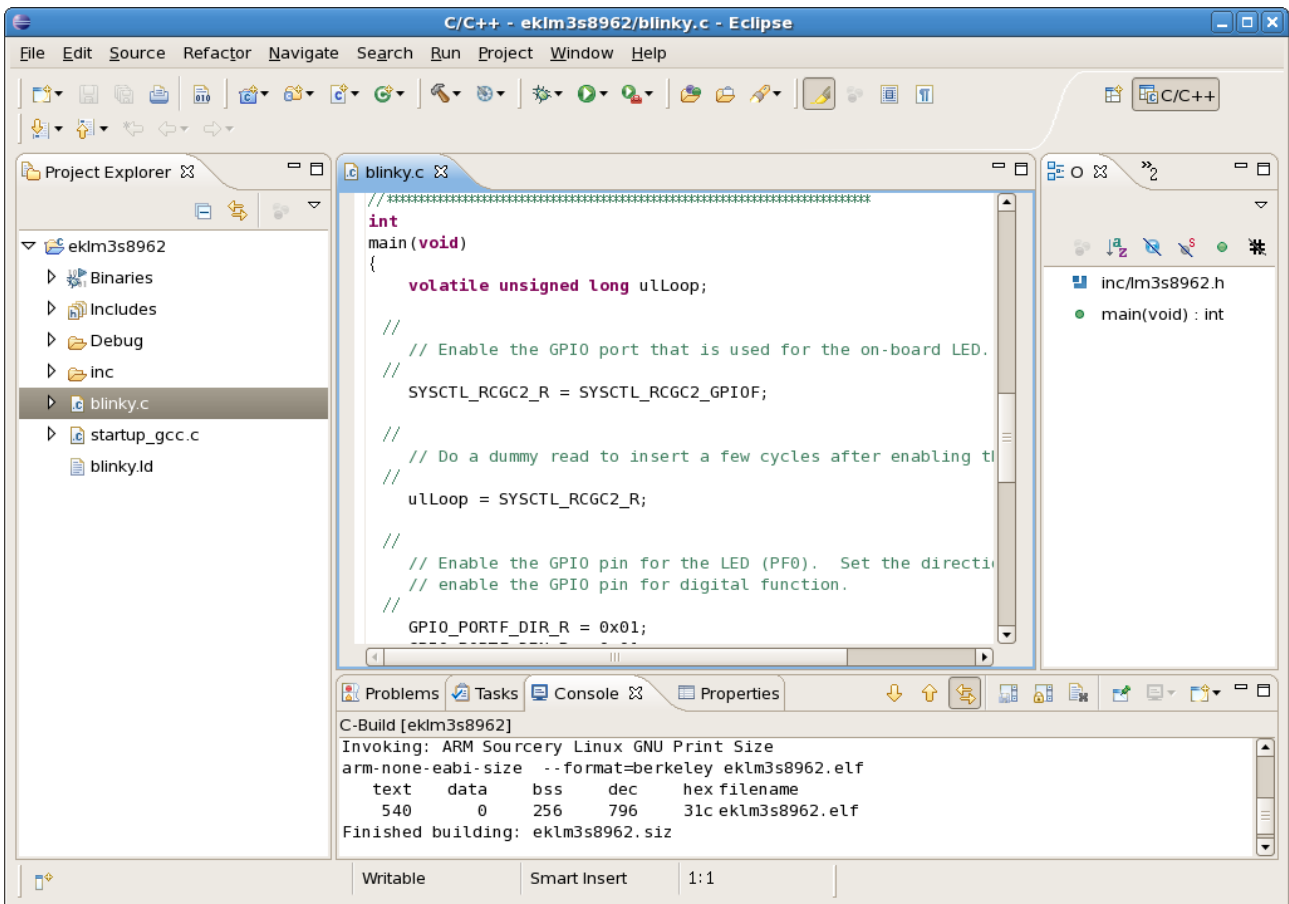 C/C++ - eklm3s8962/blinky.c - Eclipse
File Edit Source Refactor Navigate Search Run Project Window Help
C/C++
Project Explorer
eklm3s8962
Binaries
Includes
Debug
inc
blinky.c
startup_gcc.c
blinky.ld
blinky.c
//***************************************************************
int
main(void)
{
volatile unsigned long ulLoop;
//
// Enable the GPIO port that is used for the on-board LED.
//
SYSCTL_RCGC2_R = SYSCTL_RCGC2_GPIOF;
//
// Do a dummy read to insert a few cycles after enabling
//
ulLoop = SYSCTL_RCGC2_R;
//
// Enable the GPIO pin for the LED (PF0).  Set the
// enable the GPIO pin for digital function.
//
GPIO_PORTF_DIR_R = 0x01;
O
»2
inc/lm3s8962.h
main(void) : int
Problems Tasks Console Properties
C-Build [eklm3s8962]
Invoking: ARM Sourcery Linux GNU Print Size
arm-none-eabi-size  --format=berkeley eklm3s8962.elf
text data bss dec hex filename
540 0 256 796 31c eklm3s8962.elf
Finished building: eklm3s8962.siz
Writable Smart Insert 1:1